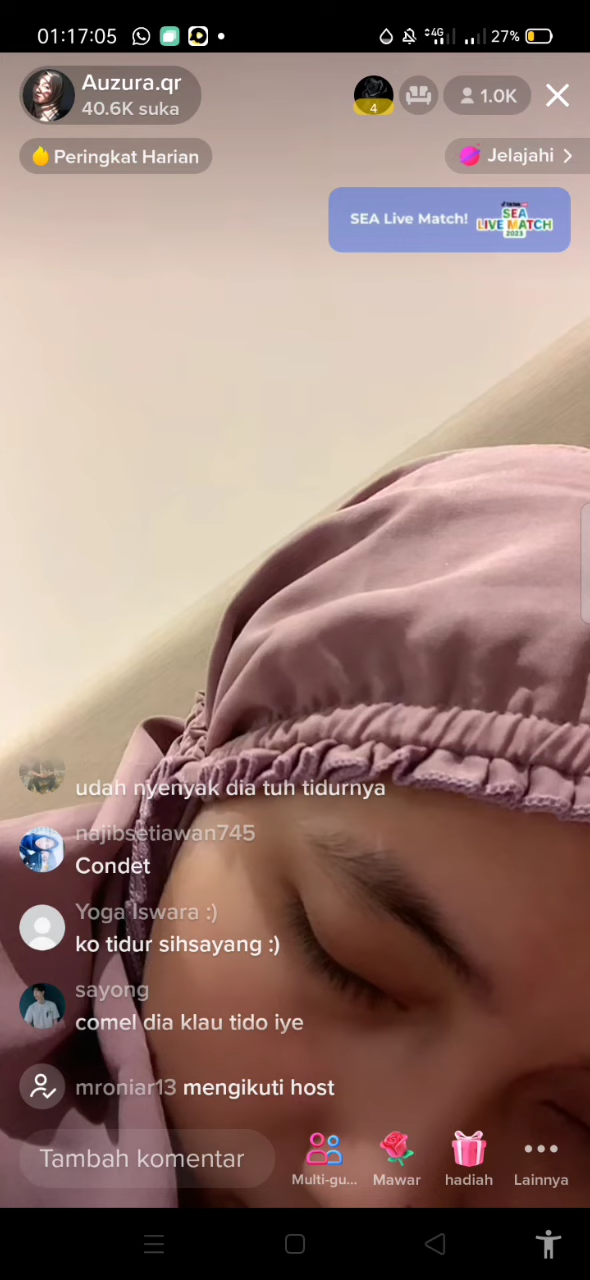 01:17:05
4G
27%
Auzura.qr
40.6K suka
4
1.0K
Peringkat Harian
Jelajahi
SEA Live Match!
SEA
LIVE MATCH
2023
udah nyenyak dia tuh tidurnya
najibsetiawan745
Condet
Yoga Iswara :)
ko tidur sihsayang :)
sayong
comel dia klau tido iye
mroniar13 mengikuti host
Tambah komentar
Multi-gu...
Mawar
hadiah
Lainnya